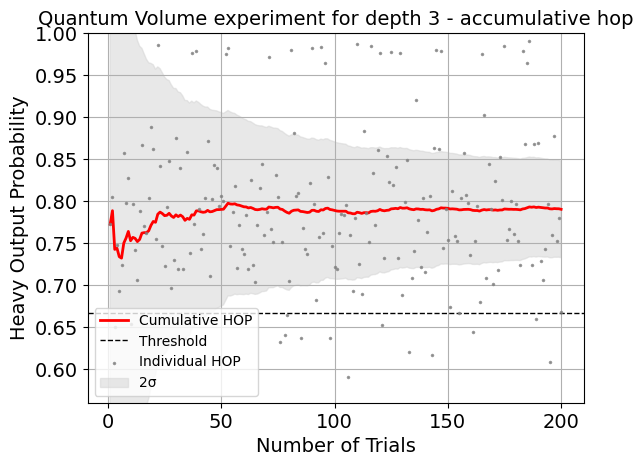 Quantum Volume experiment for depth 3 - accumulative hop
Heavy Output Probability
1.00
0.95
0.90
0.85
0.80
0.75
0.70
0.65
0.60
Cumulative HOP
Threshold
Individual HOP
2σ
0 50 100 150 200
Number of Trials